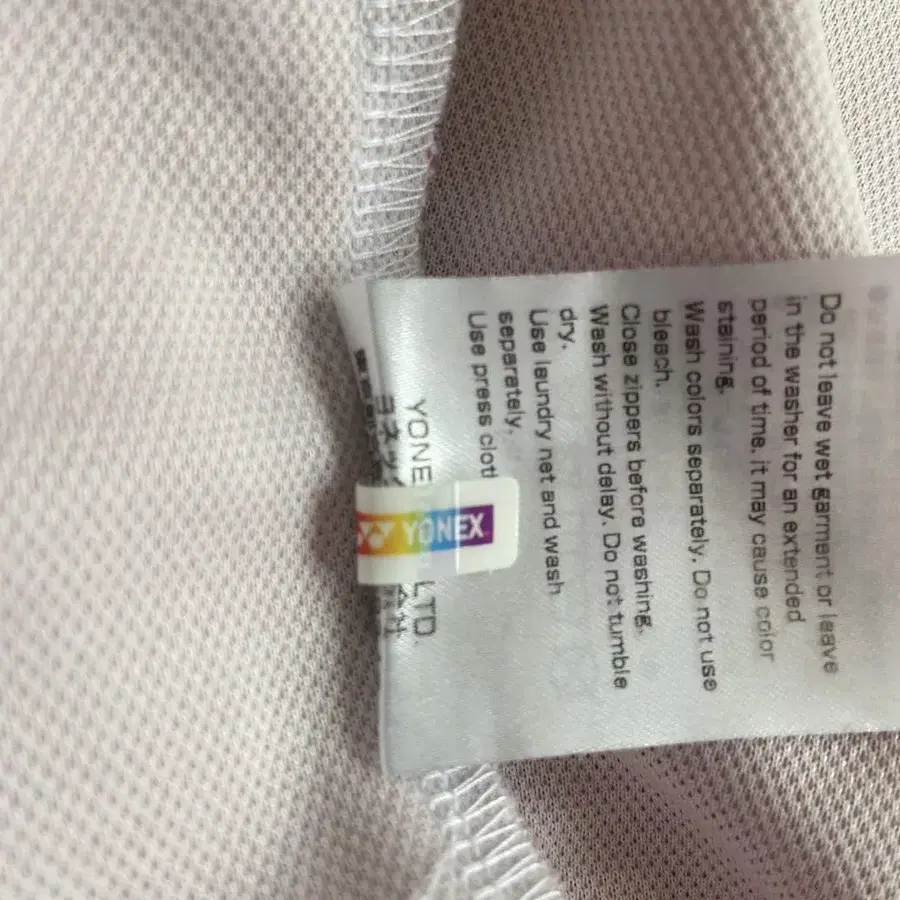 Do not leave wet garment or leave
in the washer for an extended
period of time. it may cause color
staining.
Wash colors separately. Do not use
bleach.
Close zippers before washing.
Wash without delay. Do not tumble
dry.
Use laundry net and wash
separately.
Use press
YONEX
LTD.